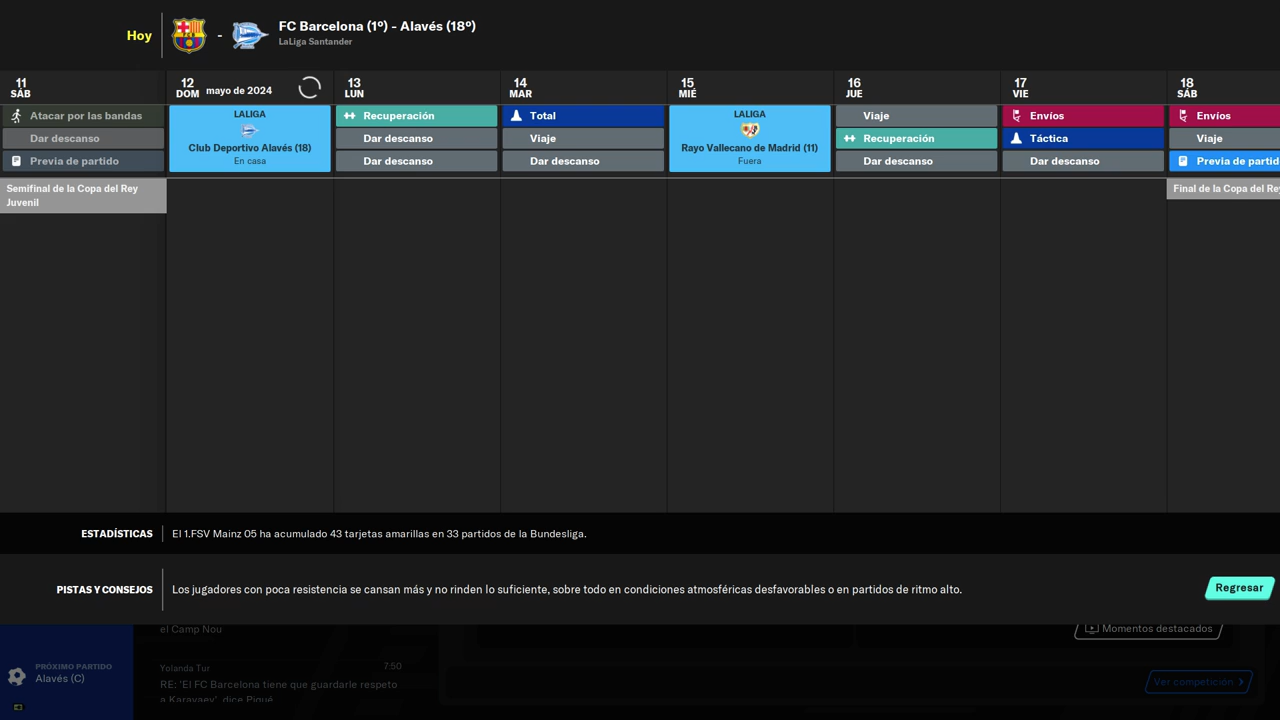 Hoy
FC Barcelona (1º) - Alavés (18º)
LaLiga Santander
11
SÁB
12
DOM mayo de 2024
13
LUN
14
MAR
15
MIÉ
16
JUE
17
VIE
18
SÁB
Atacar por las bandas
Dar descanso
Previa de partido
LALIGA
Club Deportivo Alavés (18)
En casa
Recuperación
Dar descanso
Dar descanso
Total
Viaje
Dar descanso
LALIGA
Rayo Vallecano de Madrid (11)
Fuera
Viaje
Recuperación
Dar descanso
Envíos
Táctica
Dar descanso
Envíos
Viaje
Previa de partid
Semifinal de la Copa del Rey
Juvenil
Final de la Copa del Rey
ESTADÍSTICAS
El 1.FSV Mainz 05 ha acumulado 43 tarjetas amarillas en 33 partidos de la Bundesliga.
PISTAS Y CONSEJOS
Los jugadores con poca resistencia se cansan más y no rinden lo suficiente, sobre todo en condiciones atmosféricas desfavorables o en partidos de ritmo alto.
Regresar
el Camp Nou
Momentos destacados
PRÓXIMO PARTIDO
Alavés (C)
Yolanda Tur
7:50
RE: 'El FC Barcelona tiene que guardarle respeto
a Karavaev', dice Piqué
Ver competición